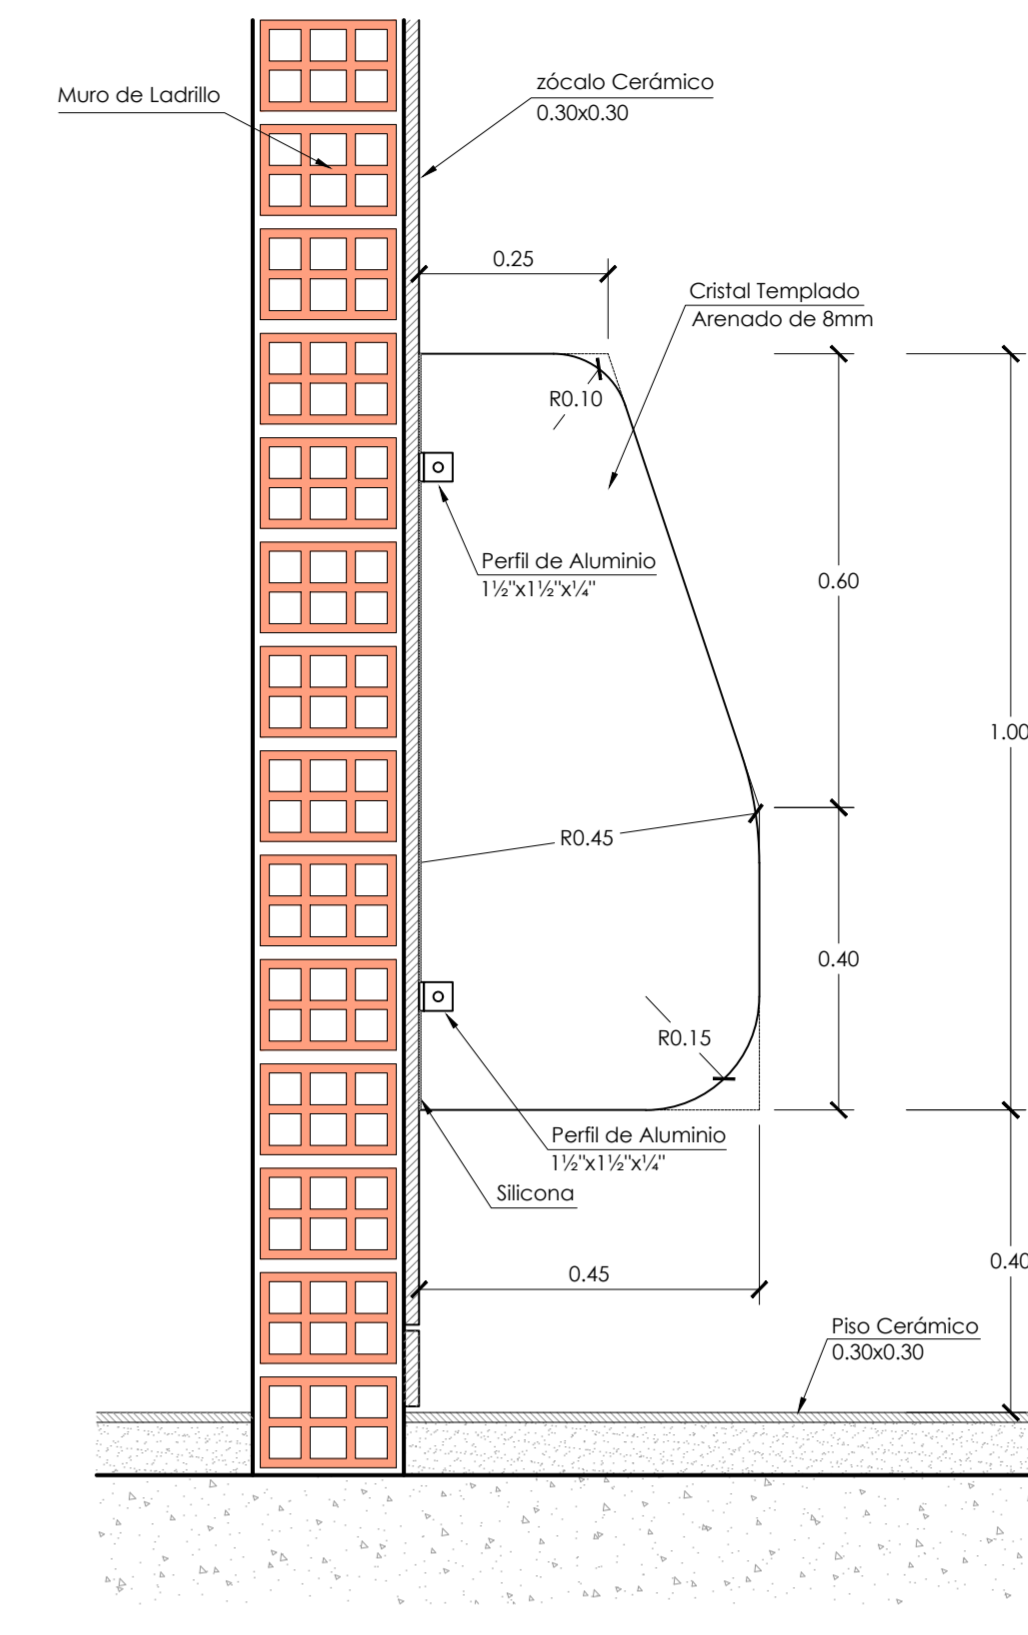 zócalo Cerámico
0.30x0.30
Muro de Ladrillo
0.25
Cristal Templado
Arenado de 8mm
R0.10
Perfil de Aluminio
1½"x1½"x¼"
0.60
1.00
R0.45
0.40
R0.15
Perfil de Aluminio
1½"x1½"x¼"
Silicona
0.45
0.40
Piso Cerámico
0.30x0.30